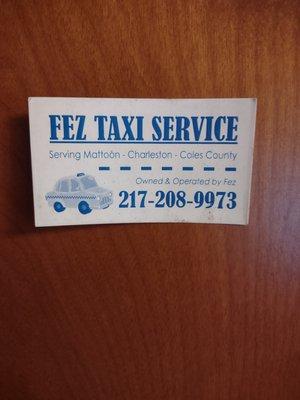 FEZ TAXI SERVICE
Serving Mattoon - Charleston - Coles County
Owned & Operated by Fez
217-208-9973